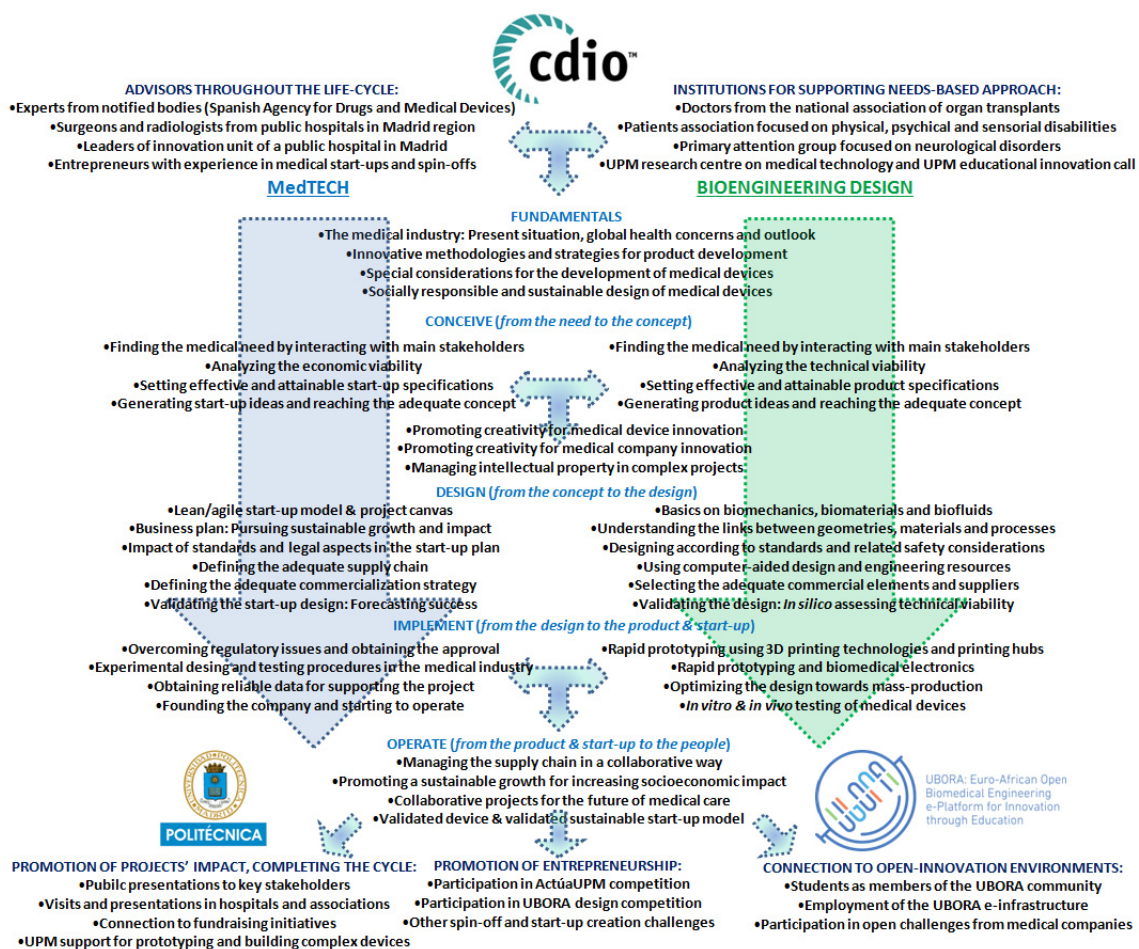 cdio™
ADVISORS THROUGHOUT THE LIFE-CYCLE:
•Experts from notified bodies (Spanish Agency for Drugs and Medical Devices)
•Surgeons and radiologists from public hospitals in Madrid region
•Leaders of innovation unit of a public hospital in Madrid
•Entrepreneurs with experience in medical start-ups and spin-offs
INSTITUTIONS FOR SUPPORTING NEEDS-BASED APPROACH:
•Doctors from the national association of organ transplants
•Patients association focused on physical, psychical and sensorial disabilities
•Primary attention group focused on neurological disorders
•UPM research centre on medical technology and UPM educational innovation call
MedTECH
BIOENGINEERING DESIGN
FUNDAMENTALS
•The medical industry: Present situation, global health concerns and outlook
•Innovative methodologies and strategies for product development
•Special considerations for the development of medical devices
•Socially responsible and sustainable design of medical devices
CONCEIVE (from the need to the concept)
•Finding the medical need by interacting with main stakeholders
•Analyzing the economic viability
•Setting effective and attainable start-up specifications
•Generating start-up ideas and reaching the adequate concept
•Finding the medical need by interacting with main stakeholders
•Analyzing the technical viability
•Setting effective and attainable product specifications
•Generating product ideas and reaching the adequate concept
•Promoting creativity for medical device innovation
•Promoting creativity for medical company innovation
•Managing intellectual property in complex projects
DESIGN (from the concept to the design)
•Lean/agile start-up model & project canvas
•Business plan: Pursuing sustainable growth and impact
•Impact of standards and legal aspects in the start-up plan
•Defining the adequate supply chain
•Defining the adequate commercialization strategy
•Validating the start-up design: Forecasting success
•Basics on biomechanics, biomaterials and biofluids
•Understanding the links between geometries, materials and processes
•Designing according to standards and related safety considerations
•Using computer-aided design and engineering resources
•Selecting the adequate commercial elements and suppliers
•Validating the design: In silico assessing technical viability
IMPLEMENT (from the design to the product & start-up)
•Overcoming regulatory issues and obtaining the approval
•Experimental desing and testing procedures in the medical industry
•Obtaining reliable data for supporting the project
•Founding the company and starting to operate
•Rapid prototyping using 3D printing technologies and printing hubs
•Rapid prototyping and biomedical electronics
•Optimizing the design towards mass-production
•In vitro & in vivo testing of medical devices
OPERATE (from the product & start-up to the people)
•Managing the supply chain in a collaborative way
•Promoting a sustainable growth for increasing socioeconomic impact
•Collaborative projects for the future of medical care
•Validated device & validated sustainable start-up model
POLITÉCNICA
UBORA: Euro-African Open
Biomedical Engineering
e-Platform for Innovation
through Education
PROMOTION OF PROJECTS' IMPACT, COMPLETING THE CYCLE:
•Public presentations to key stakeholders
•Visits and presentations in hospitals and associations
•Connection to fundraising initiatives
•UPM support for prototyping and building complex devices
PROMOTION OF ENTREPRENEURSHIP:
•Participation in ActúaUPM competition
•Participation in UBORA design competition
•Other spin-off and start-up creation challenges
CONNECTION TO OPEN-INNOVATION ENVIRONMENTS:
•Students as members of the UBORA community
•Employment of the UBORA e-infrastructure
•Participation in open challenges from medical companies